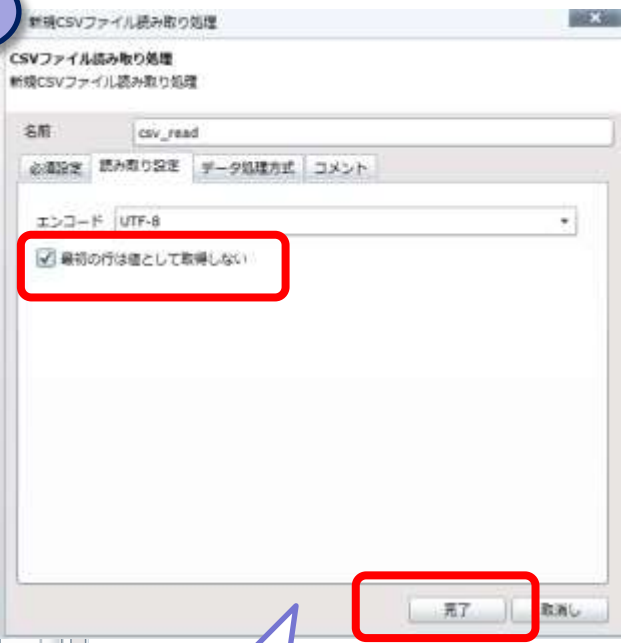 新規CSVファイル読み取り処理
CSVファイル読み取り処理
新規CSVファイル読み取り処理
名前 csv_read
必須設定 読み取り設定 データ処理方式 コメント
エンコード UTF-8
最初の行は値として取得しない
完了 取消し